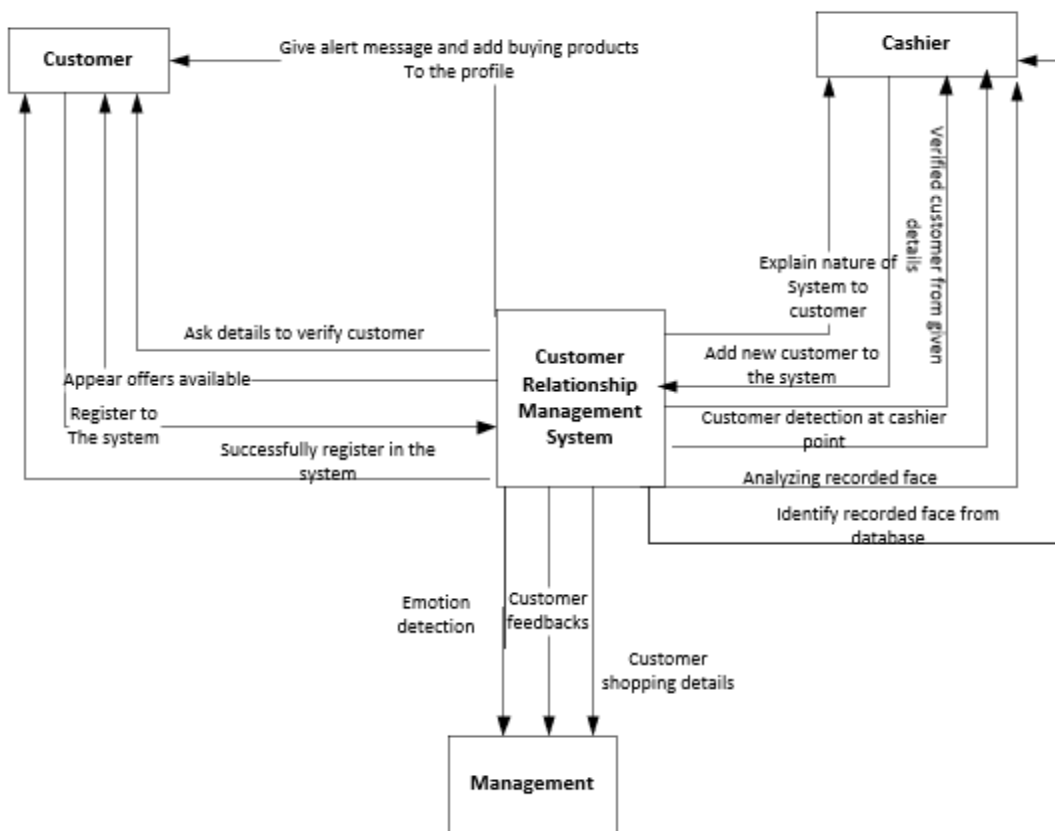 Customer
Give alert message and add buying products
To the profile
Cashier
Verified customer from given
details
Explain nature of
System to
customer
Ask details to verify customer
Add new customer to
the system
Appear offers available
Customer
Relationship
Management
System
Register to
The system
Customer detection at cashier
point
Successfully register in the
system
Analyzing recorded face
Identify recorded face from
database
Emotion
detection
Customer
feedbacks
Customer
shopping details
Management